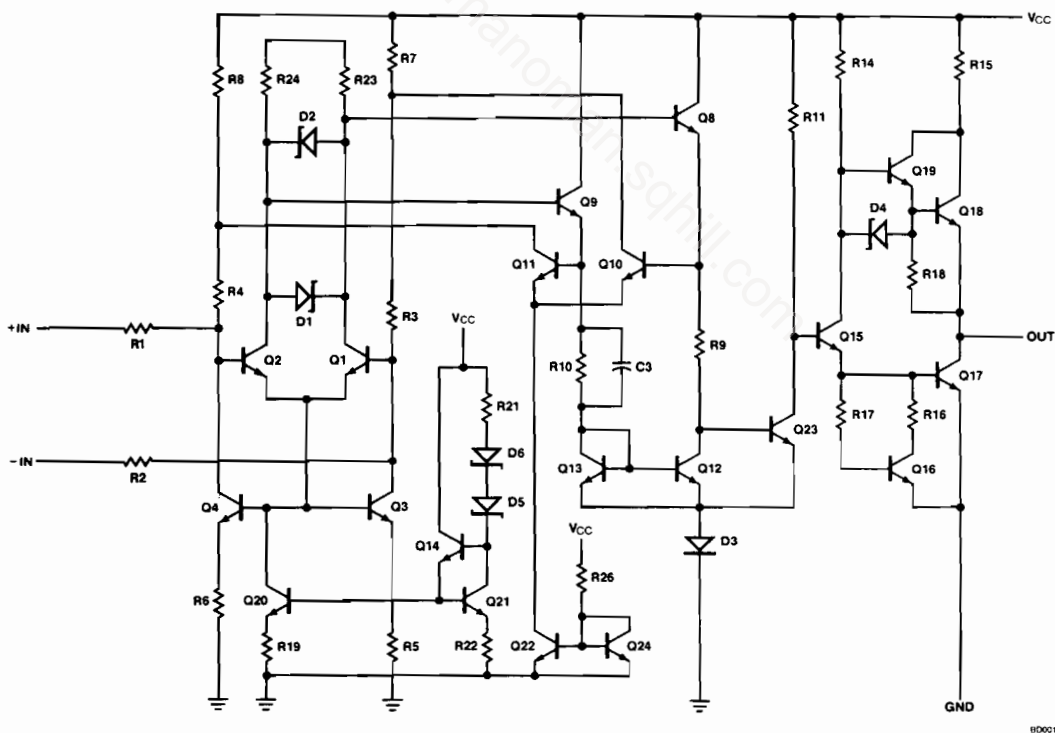 VCC
R8
R24
R23
R7
R14
R15
D2
Q8
R11
Q19
Q9
D4
Q18
Q11
Q10
R18
R4
D1
R3
+IN
R1
VCC
Q15
OUT
Q2
Q1
R9
R10
C3
Q17
R21
R17
R16
Q23
-IN
R2
D6
Q13
Q12
Q16
Q4
Q3
D5
VCC
D3
Q14
R26
R6
Q20
Q21
R19
R5
R22
Q22
Q24
GND
manoman.sqhill.com